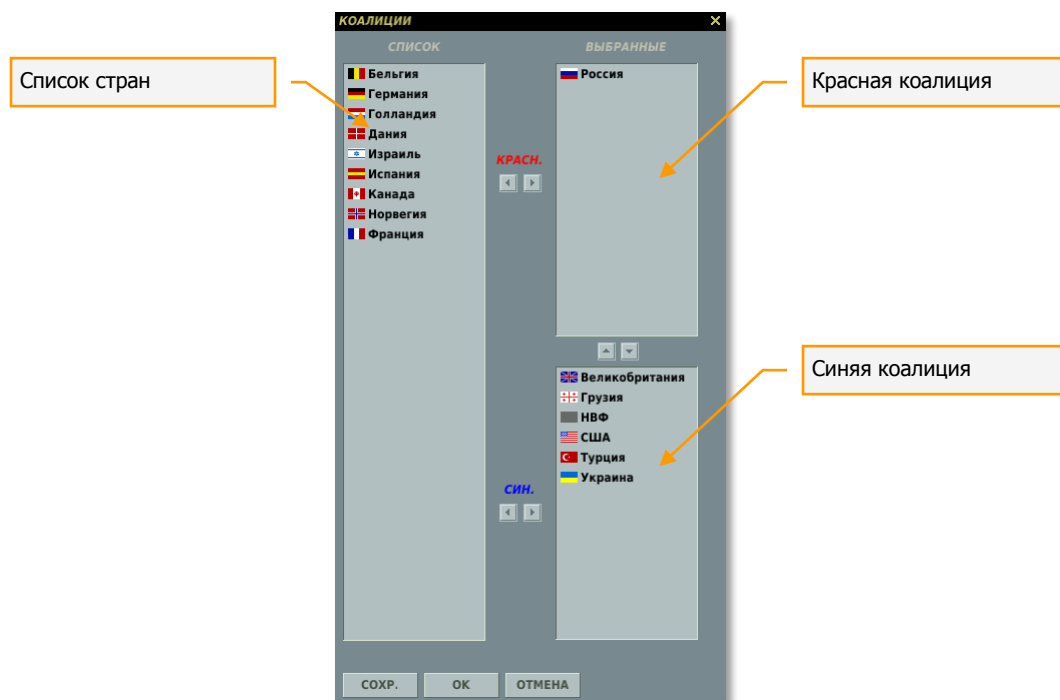 КОАЛИЦИИ
СПИСОК
ВЫБРАННЫЕ
Список стран
Бельгия
Германия
Голландия
Дания
Израиль
Испания
Канада
Норвегия
Франция
КРАСН.
Россия
Красная коалиция
СИН.
Великобритания
Грузия
НВФ
США
Турция
Украина
Синяя коалиция
СОХР.
ОК
ОТМЕНА